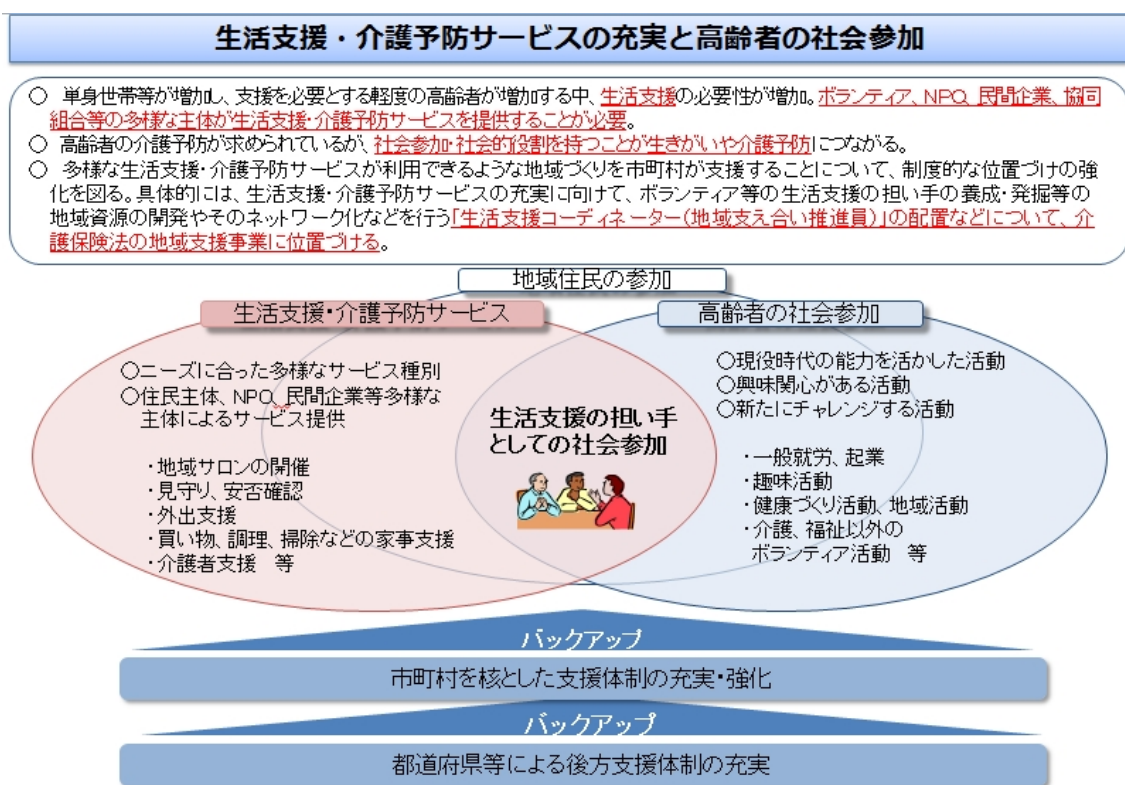 生活支援・介護予防サービスの充実と高齢者の社会参加
○ 単身世帯等が増加し、支援を必要とする軽度の高齢者が増加する中、生活支援の必要性が増加。ボランティア、NPO、民間企業、協同
組合等の多様な主体が生活支援・介護予防サービスを提供することが必要。
○ 高齢者の介護予防が求められているが、社会参加・社会的役割を持つことが生きがいや介護予防につながる。
○ 多様な生活支援・介護予防サービスが利用できるような地域づくりを市町村が支援することについて、制度的な位置づけの強
化を図る。具体的には、生活支援・介護予防サービスの充実に向けて、ボランティア等の生活支援の担い手の養成・発掘等の
地域資源の開発やそのネットワーク化などを行う「生活支援コーディネーター(地域支え合い推進員)」の配置などについて、介
護保険法の地域支援事業に位置づける。
地域住民の参加
生活支援・介護予防サービス
○ニーズに合った多様なサービス種別
○住民主体、NPO、民間企業等多様な
主体によるサービス提供
・地域サロンの開催
・見守り、安否確認
・外出支援
・買い物、調理、掃除などの家事支援
・介護者支援 等
生活支援の担い手
としての社会参加
高齢者の社会参加
○現役時代の能力を活かした活動
○興味関心がある活動
○新たにチャレンジする活動
・一般就労、起業
・趣味活動
・健康づくり活動、地域活動
・介護、福祉以外の
ボランティア活動 等
バックアップ
市町村を核とした支援体制の充実・強化
バックアップ
都道府県等による後方支援体制の充実